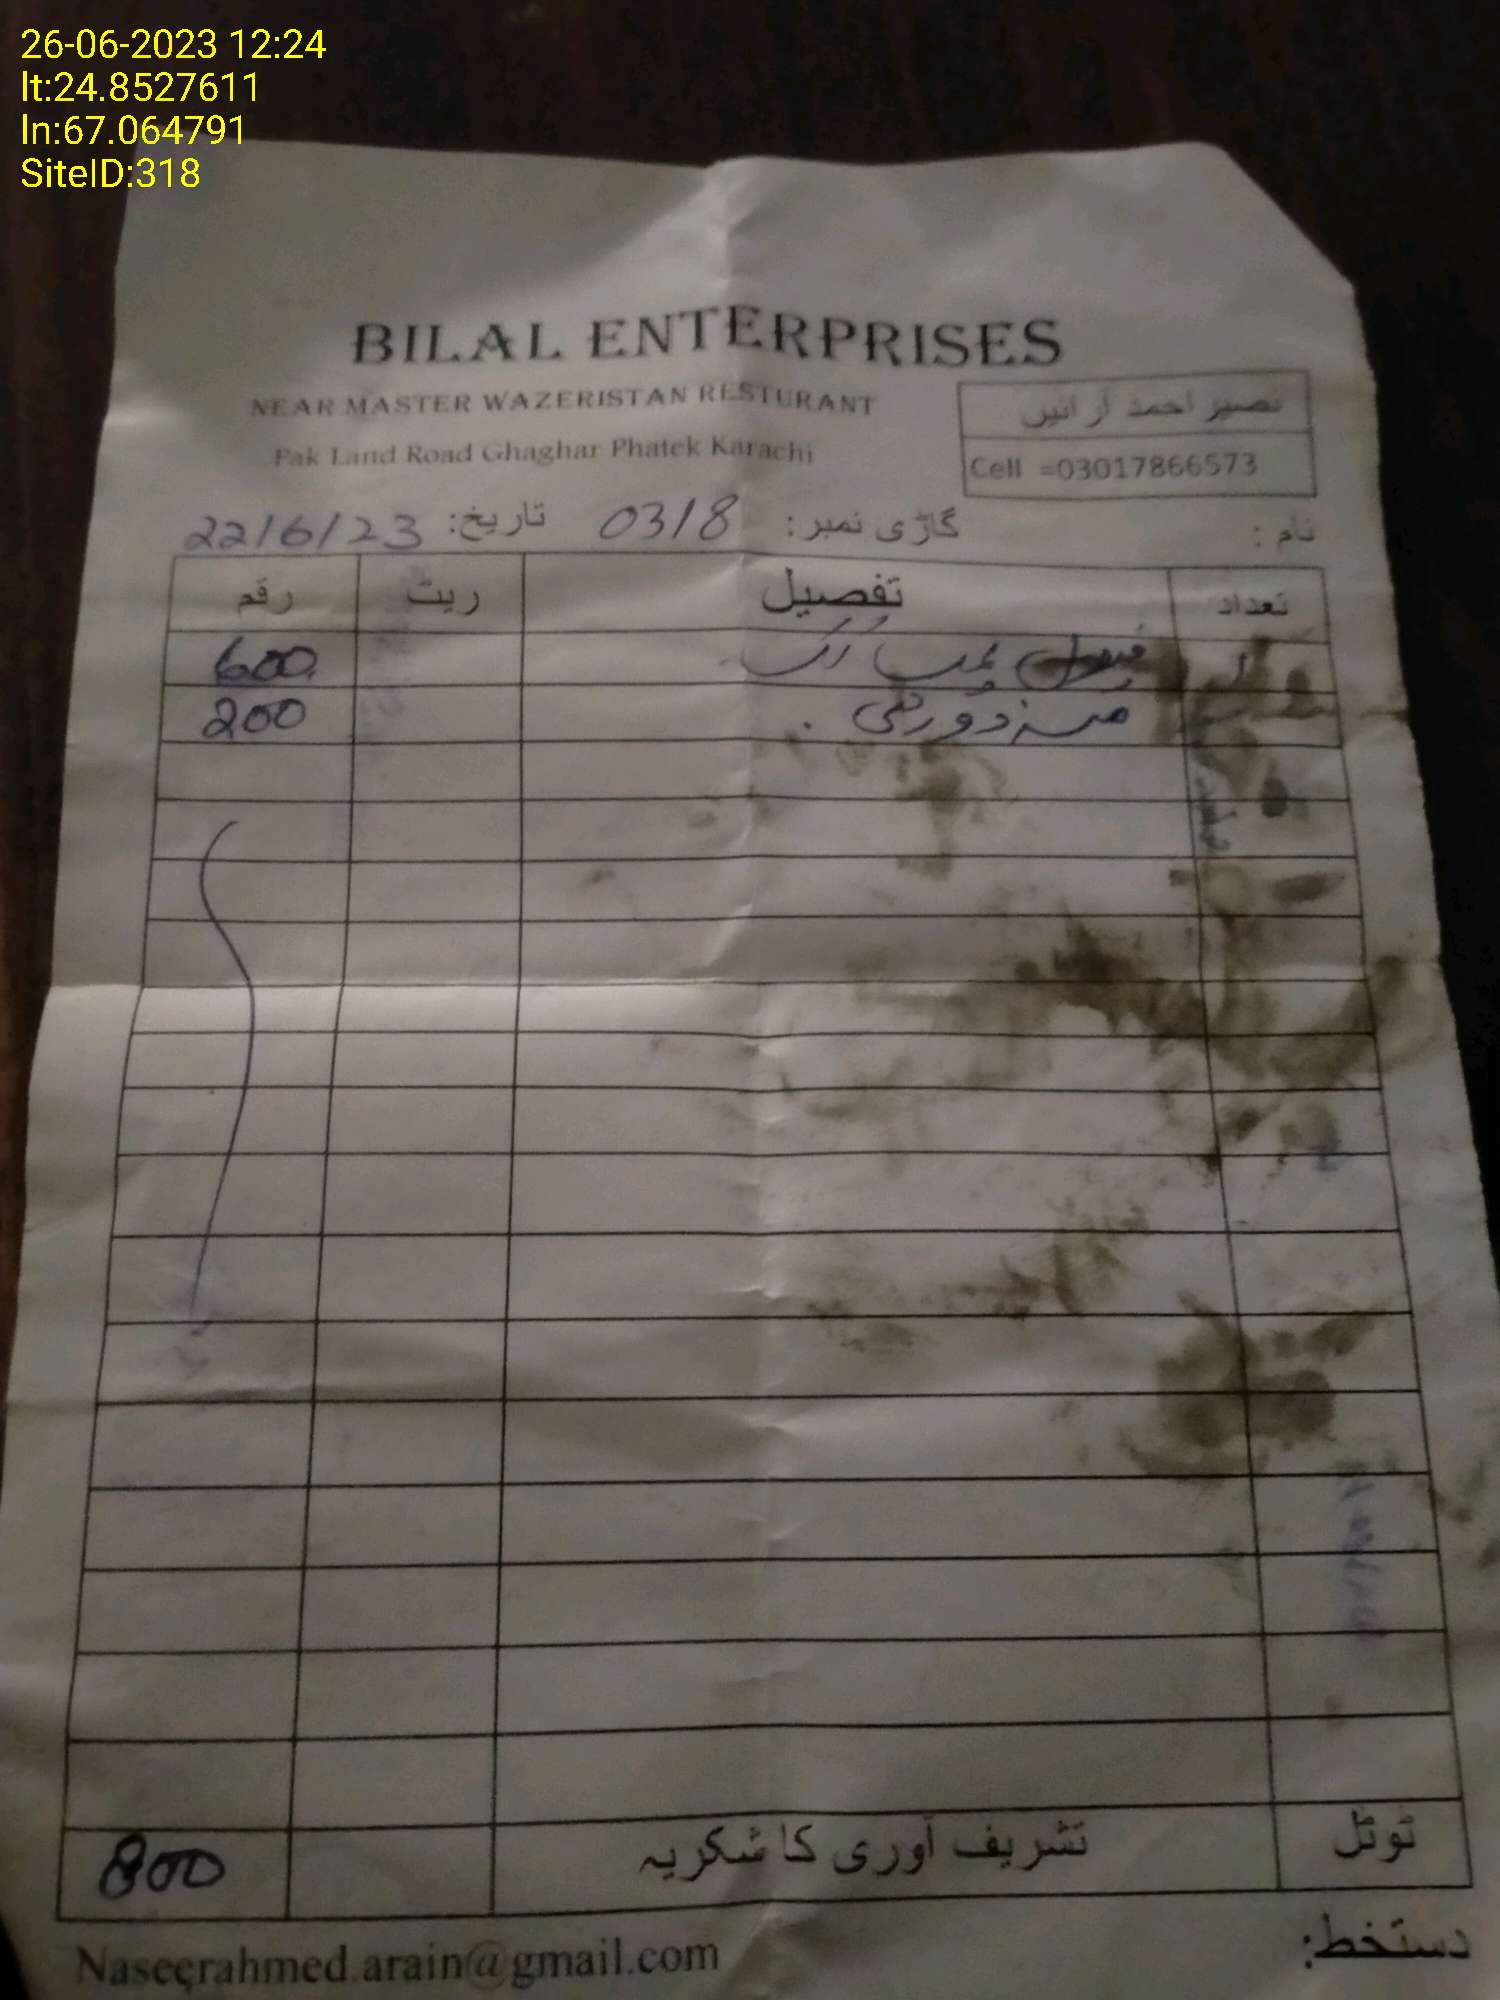 26-06-2023 12:24
lt:24.8527611
ln:67.064791
SiteID:318
BILAL ENTERPRISES
NEAR MASTER WAZERISTAN RESTURANT
Pak Land Road Ghaghar Phatek Karachi
نصیر احمد آرائیں
Cell =03017866573
نام : گاڑی نمبر: 0318 تاریخ: 22/6/23
تعداد تفصیل ریٹ رقم
1 پمپ 600
مزدوری 200
ٹوٹل تشریف آوری کا شکریہ 800
دستخط:
Naseerahmed.arain@gmail.com